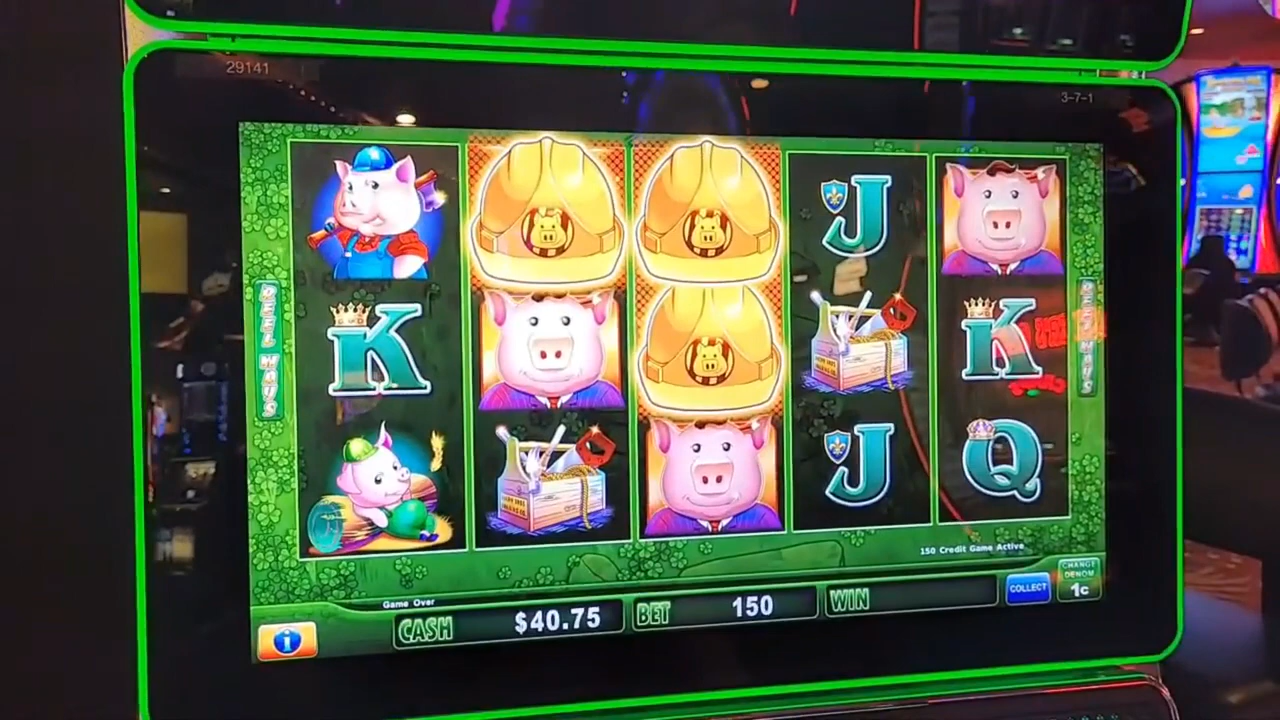 29141
3-7-1
J
K
K
J
Q
150 Credit Game Active
Game Over
CASH $40.75 BET 150 WIN COLLECT
CHANGE
DENOM
1¢
i